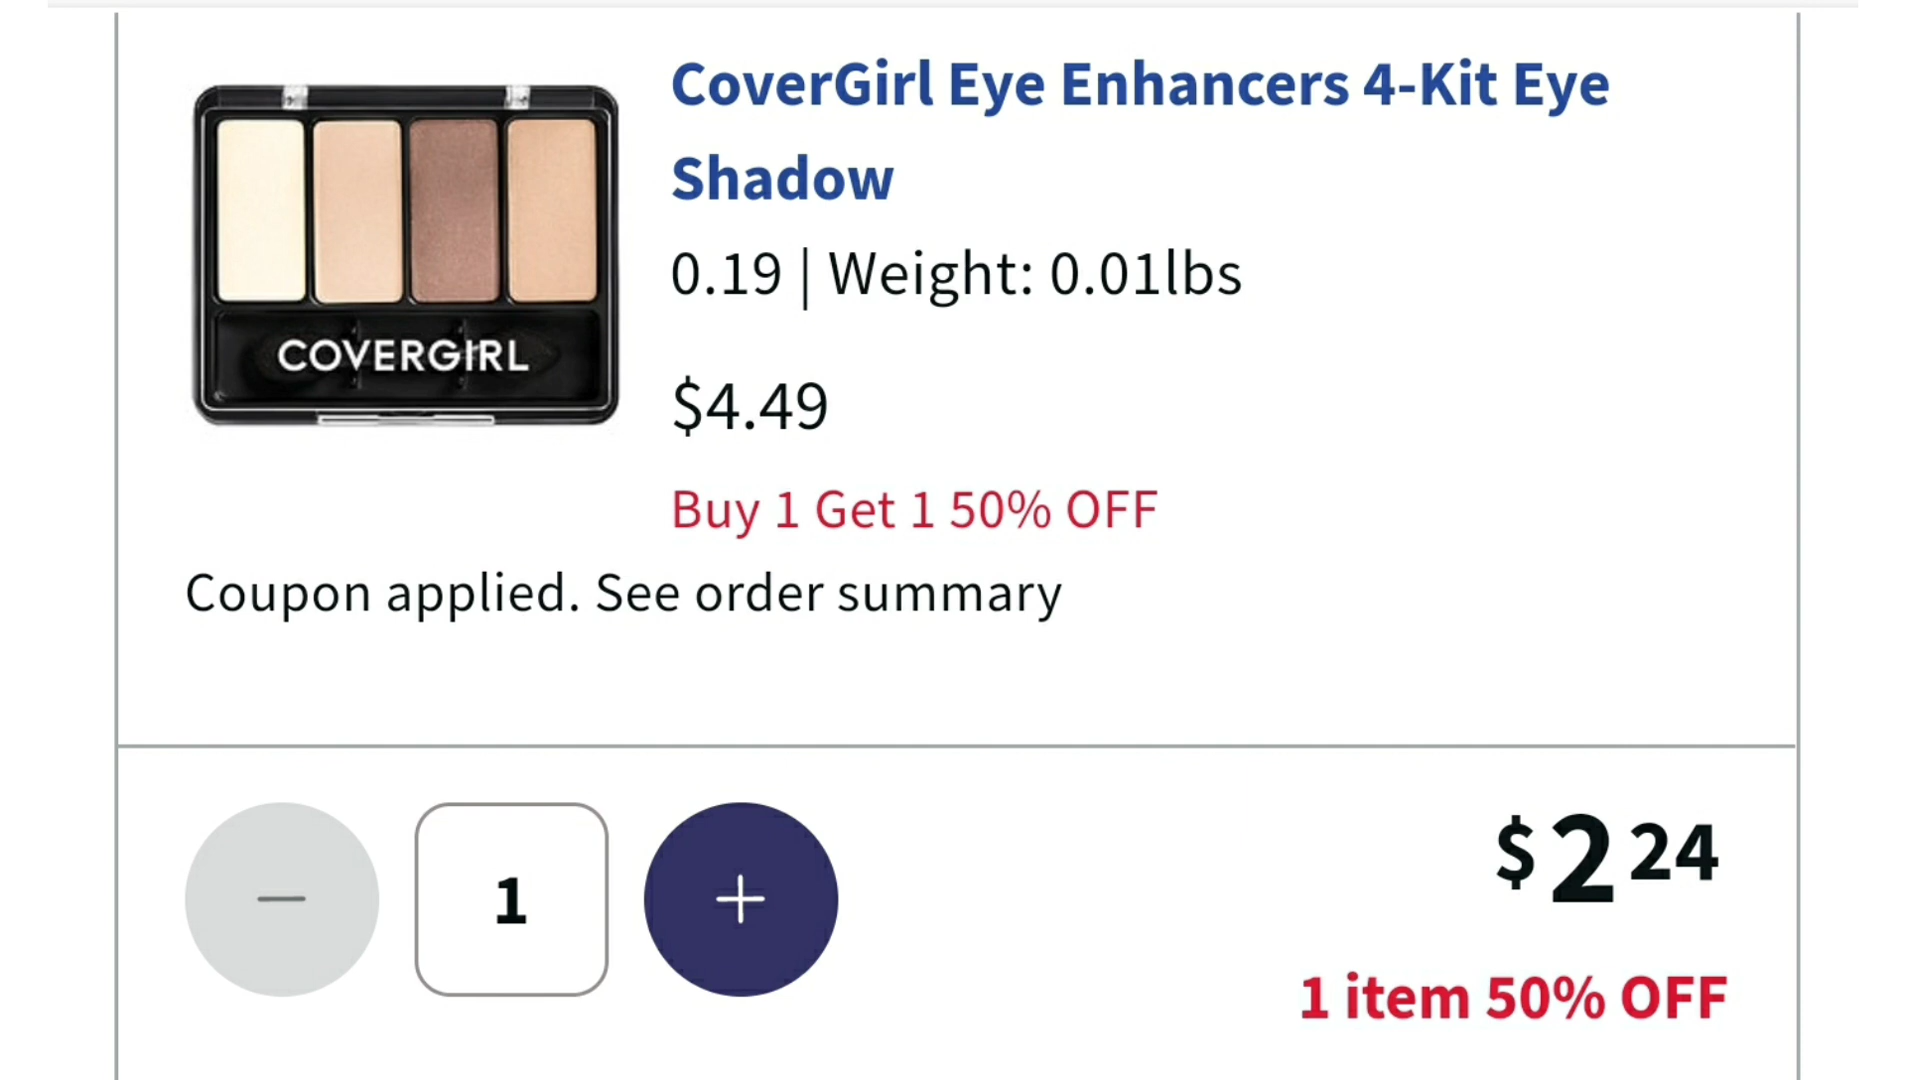 CoverGirl Eye Enhancers 4-Kit Eye
Shadow
0.19 | Weight: 0.01lbs
COVERGIRL
$4.49
Buy 1 Get 1 50% OFF
Coupon applied. See order summary
− 1 +
$2 24
1 item 50% OFF